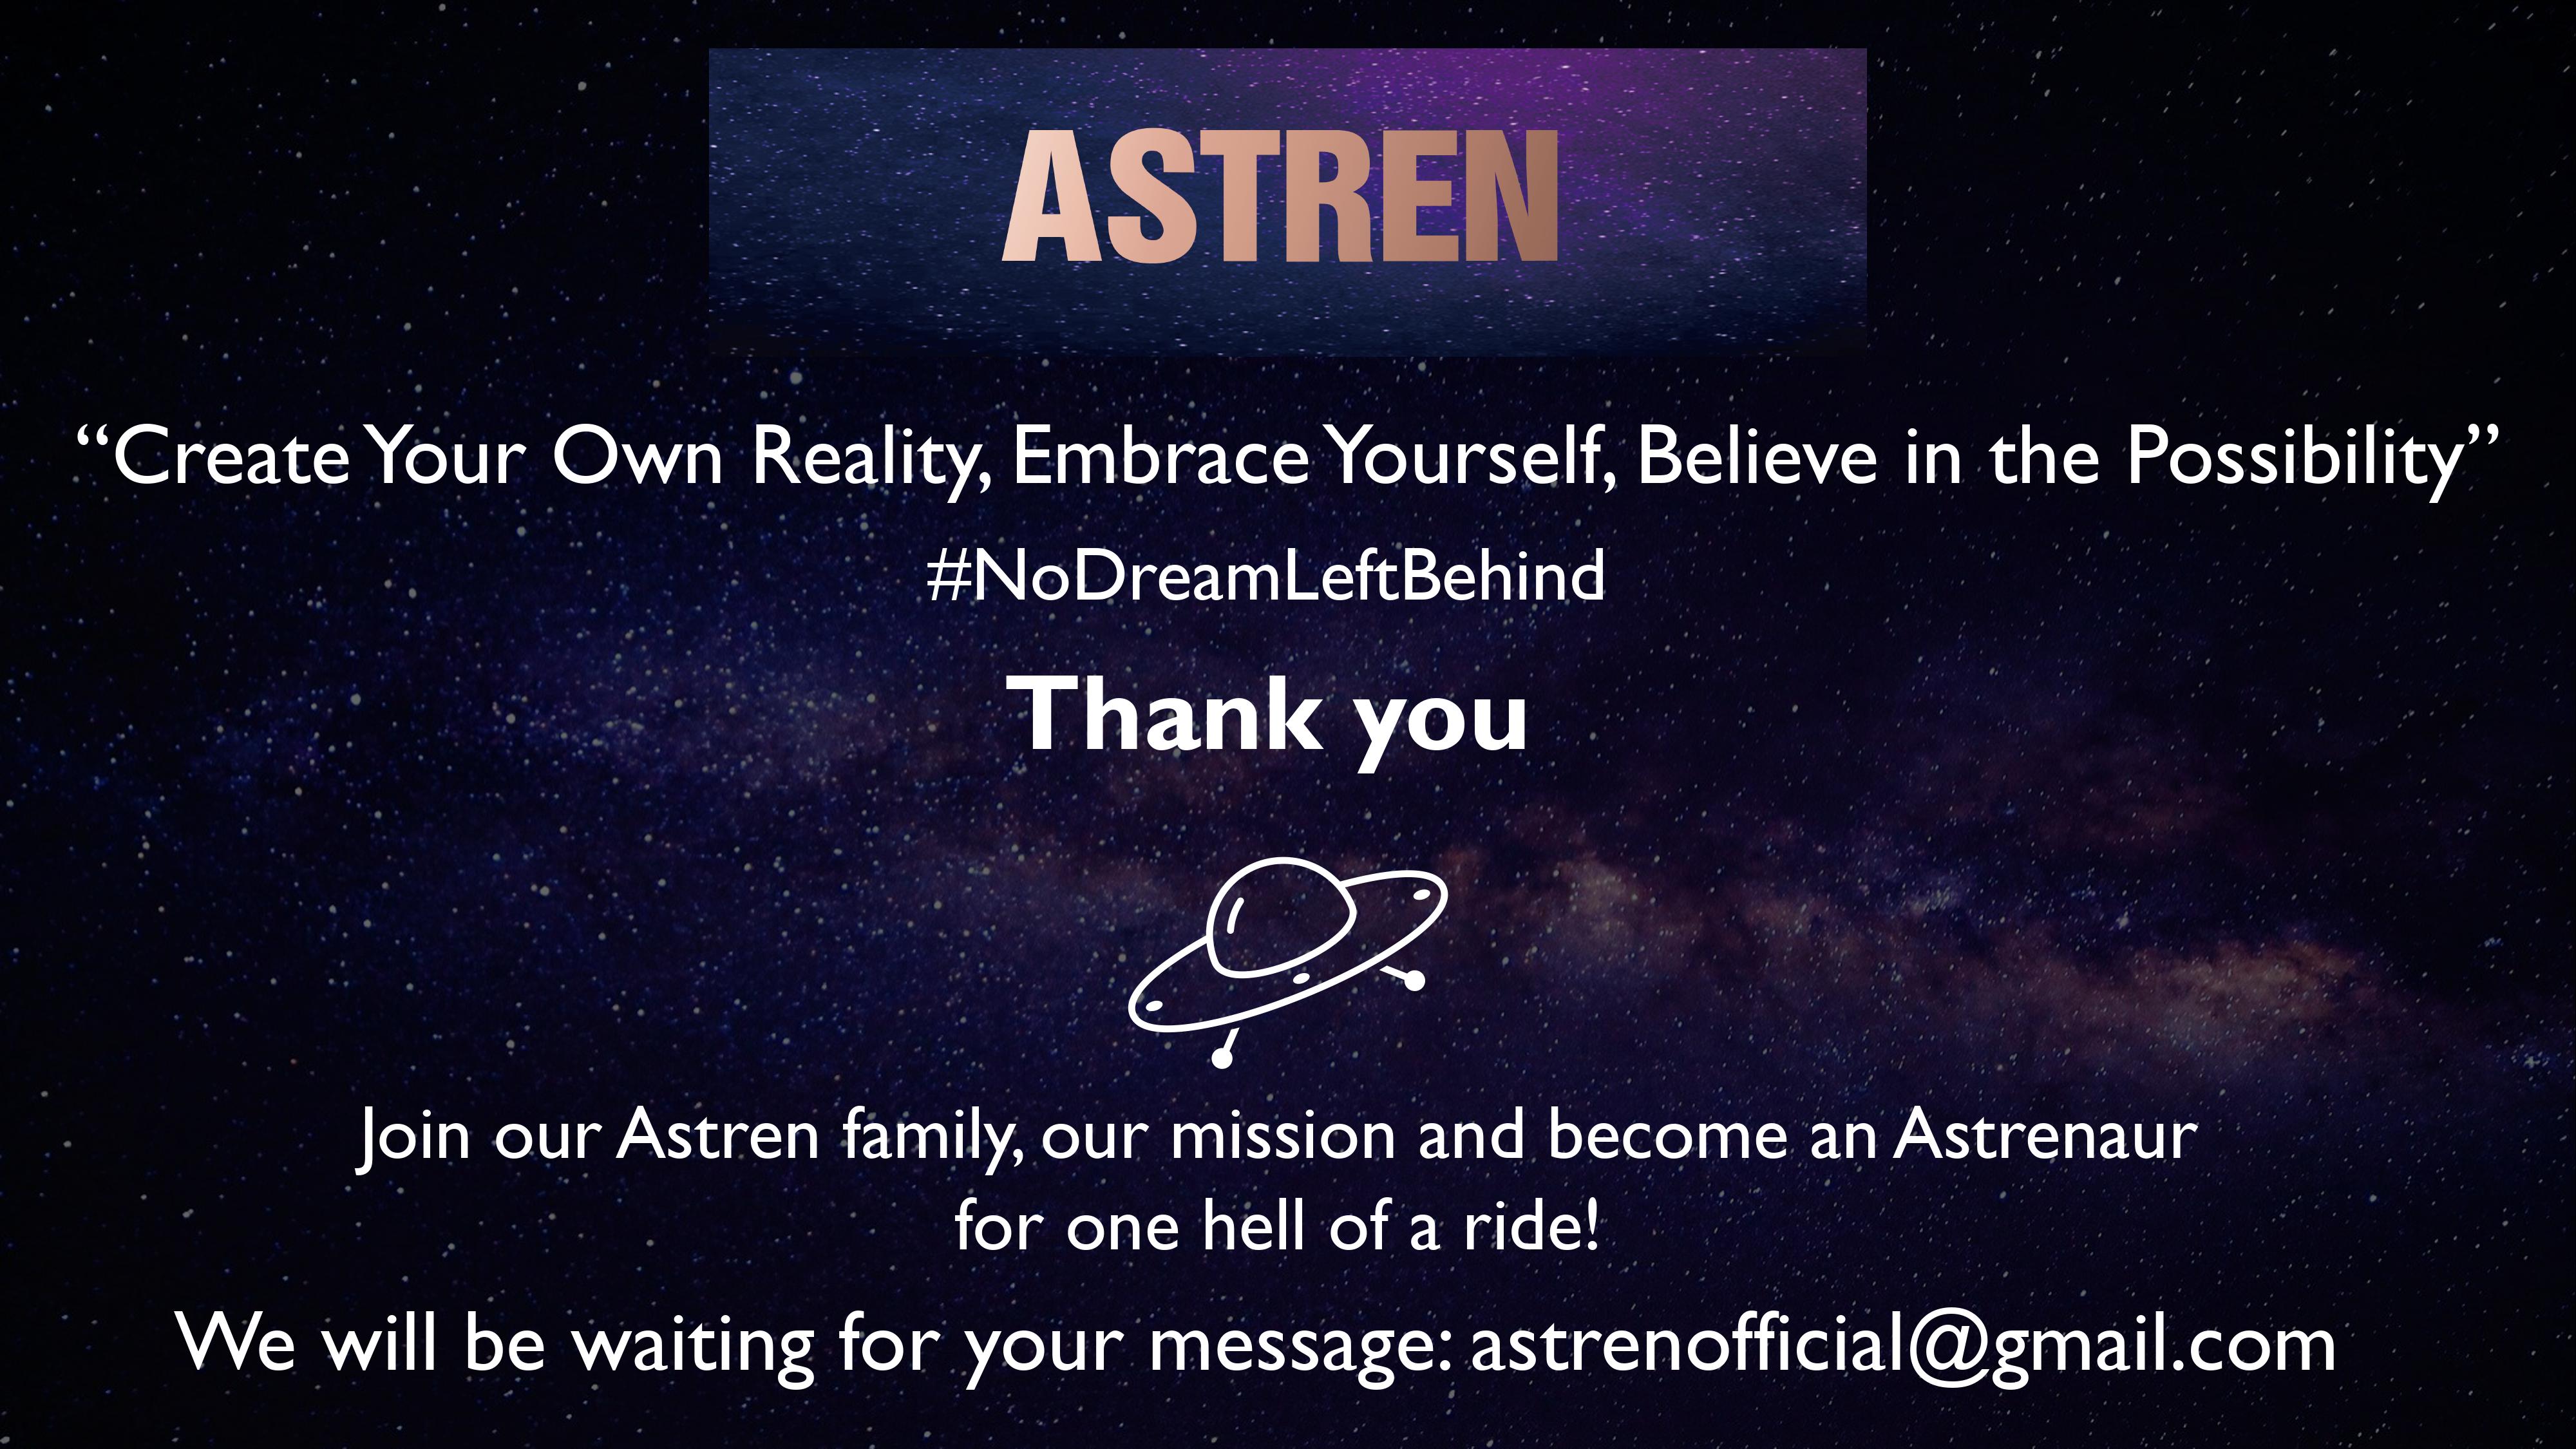 ASTREN
“Create Your Own Reality, Embrace Yourself, Believe in the Possibility”
#NoDreamLeftBehind
Thank you
Join our Astren family, our mission and become an Astrenaur
for one hell of a ride!
We will be waiting for your message: astrenofficial@gmail.com